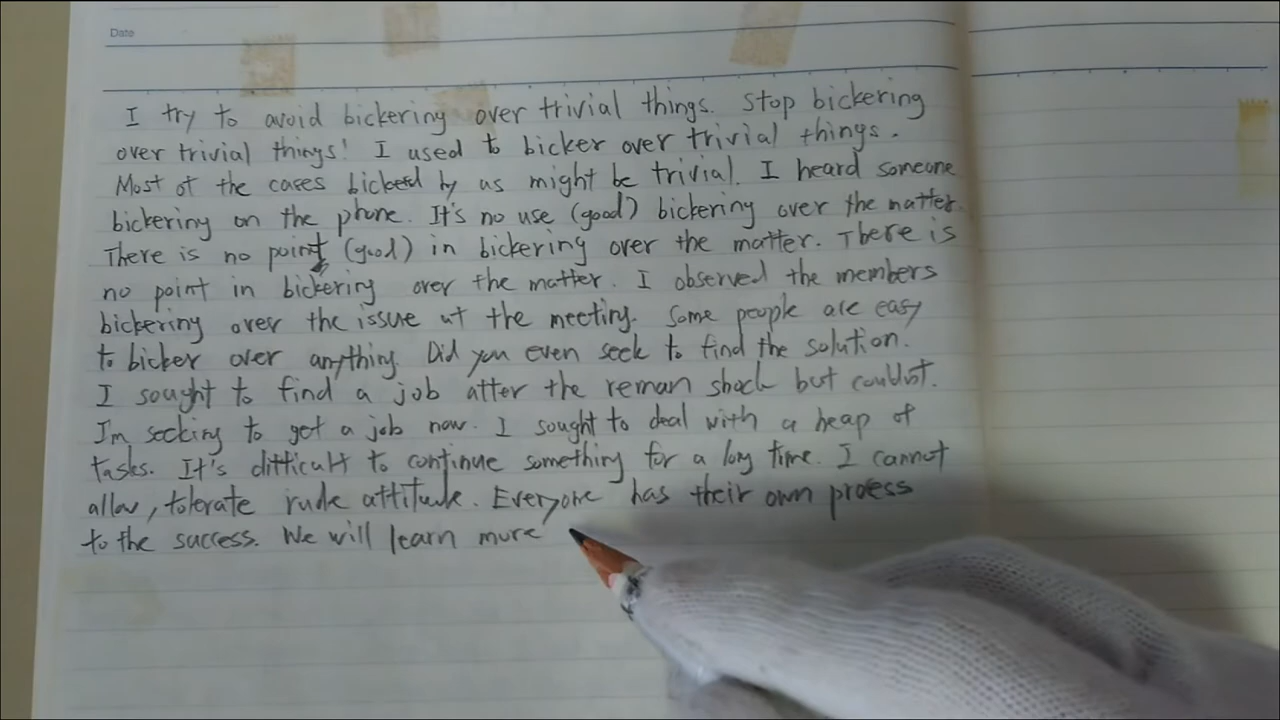 Date
I try to avoid bickering over trivial things. Stop bickering
over trivial things! I used to bicker over trivial things.
Most of the cases bickered by us might be trivial. I heard someone
bickering on the phone. It's no use (good) bickering over the matter.
There is no point (good) in bickering over the matter. There is
no point in bickering over the matter. I observed the members
bickering over the issue at the meeting. Some people are easy
to bicker over anything. Did you even seek to find the solution.
I sought to find a job after the reman shock but couldnt.
I'm seeking to get a job now. I sought to deal with a heap of
tasks. It's difficult to continue something for a long time. I cannot
allow, tolerate rude attitude. Everyone has their own process
to the success. We will learn more